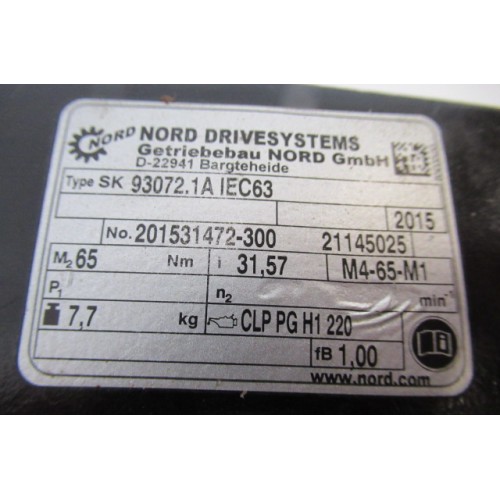 NORD NORD DRIVESYSTEMS
Getriebebau NORD GmbH
D-22941 Bargteheide
Type SK 93072.1A IEC63
2015
No. 201531472-300 21145025
M2 65 Nm i 31,57 M4-65-M1
P1 n2 min-1
7,7 kg CLP PG H1 220
fB 1,00
www.nord.com